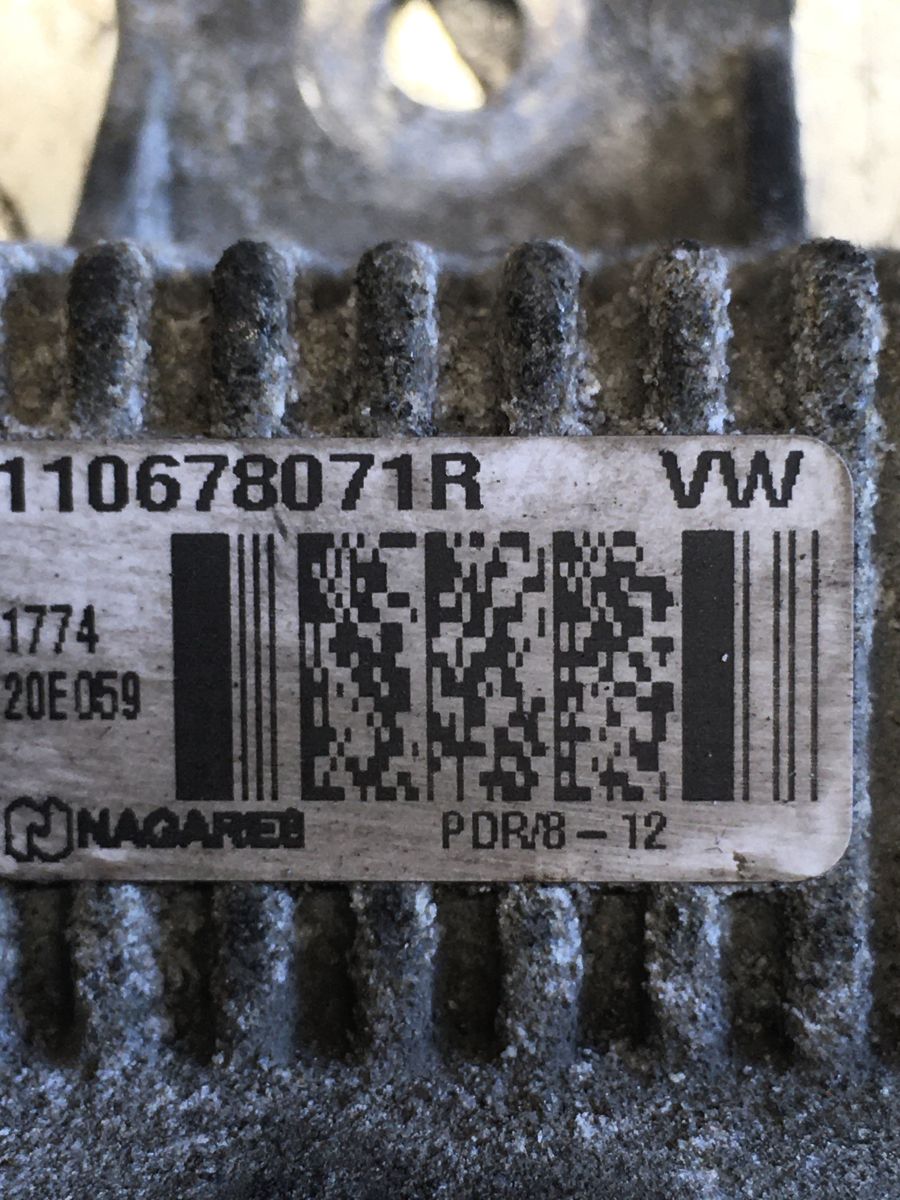 110678071R VW
1774
20E059
NAGARES
PDR/8-12